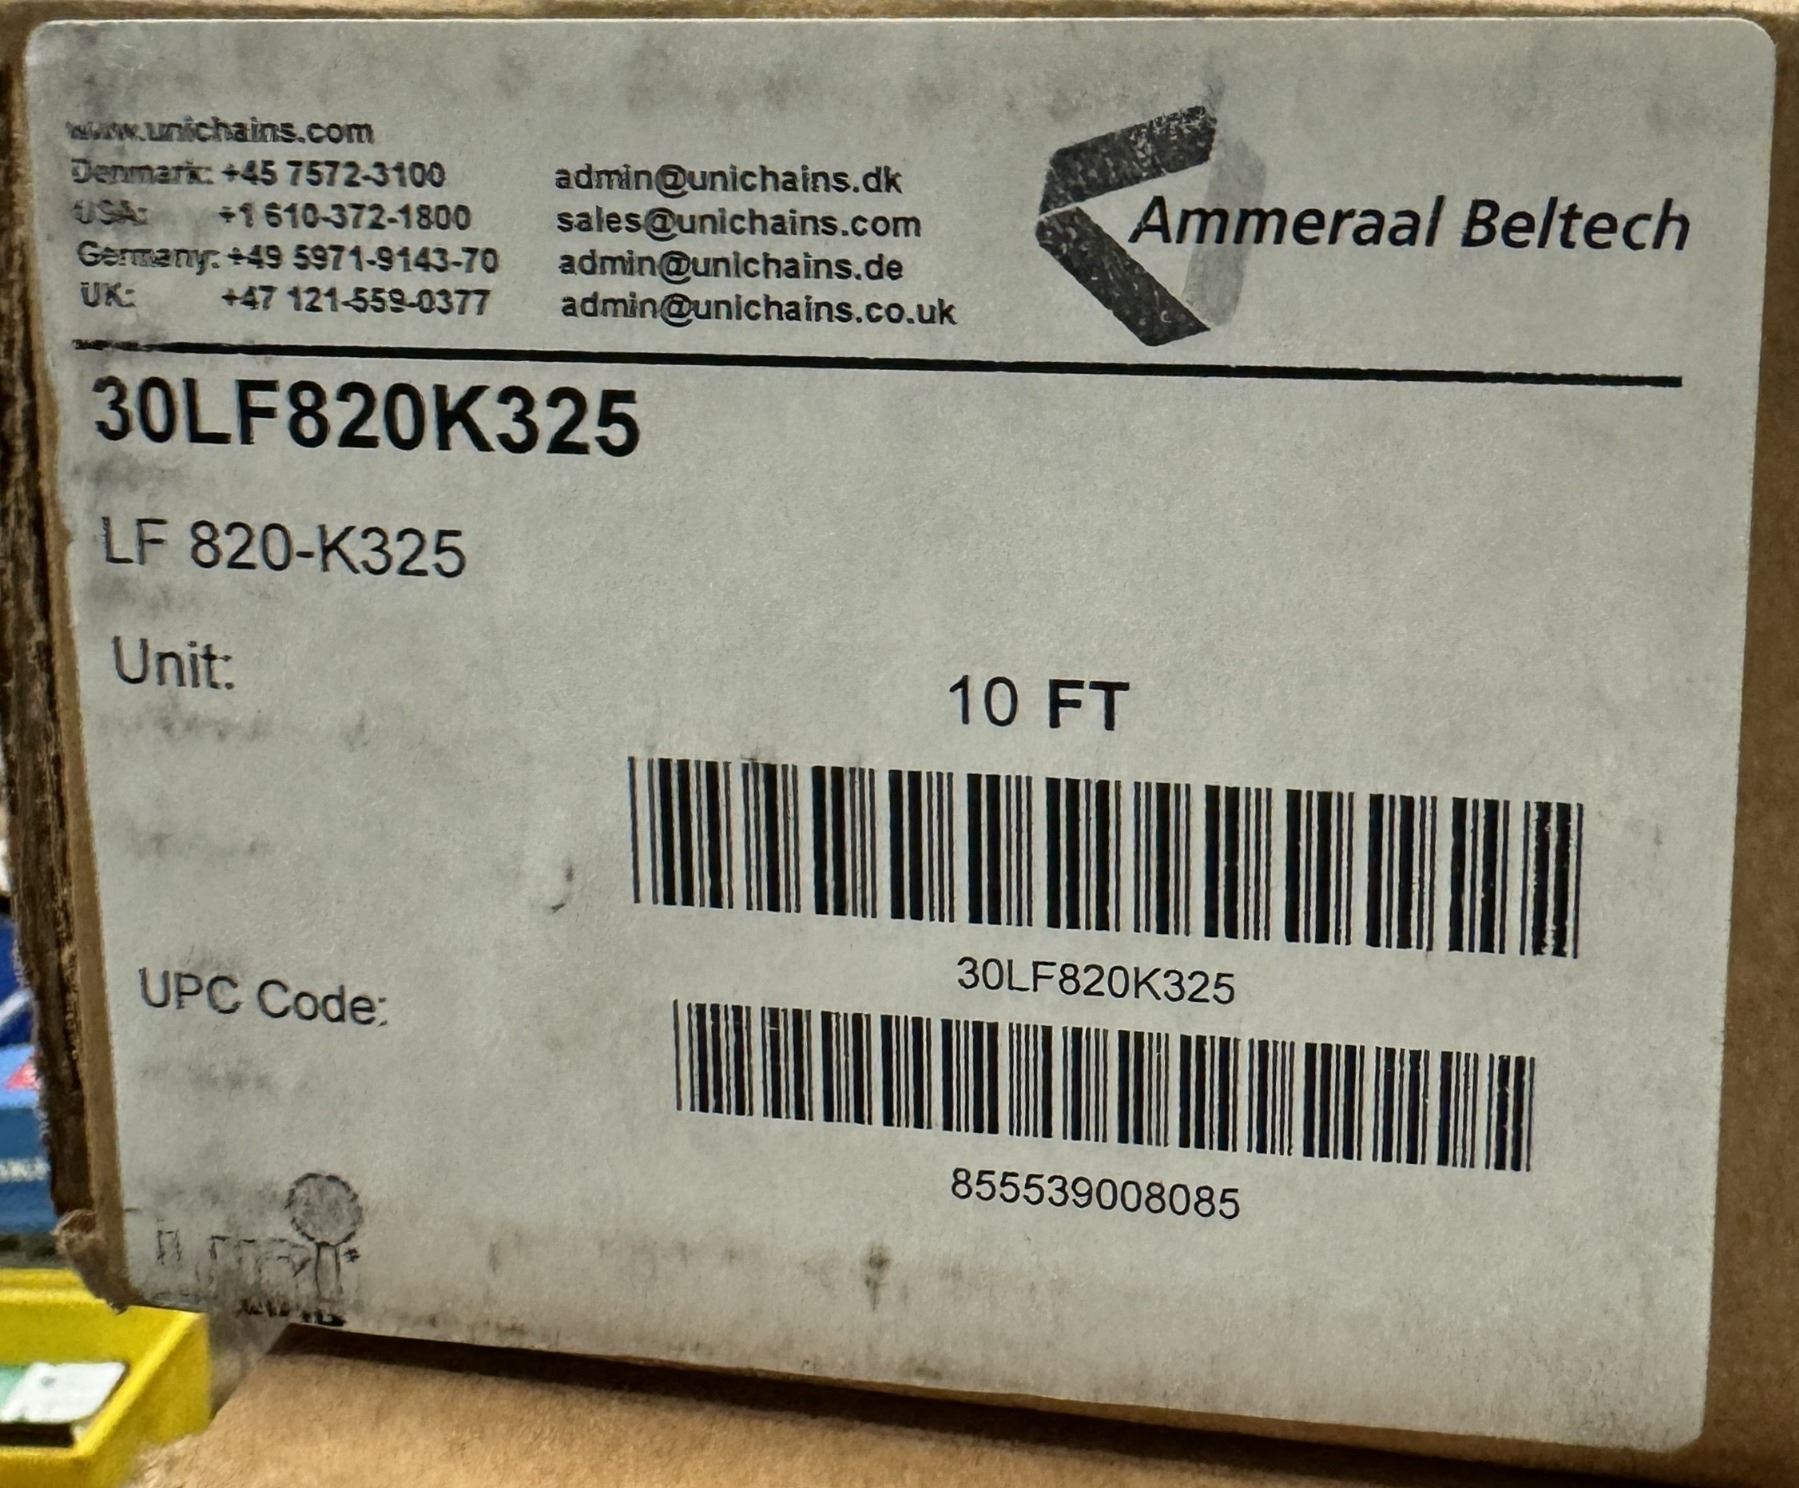 www.unichains.com
Denmark: +45 7572-3100 admin@unichains.dk
USA: +1 610-372-1800 sales@unichains.com
Germany: +49 5971-9143-70 admin@unichains.de
UK: +47 121-559-0377 admin@unichains.co.uk
Ammeraal Beltech
30LF820K325
LF 820-K325
Unit: 10 FT
30LF820K325
UPC Code:
855539008085